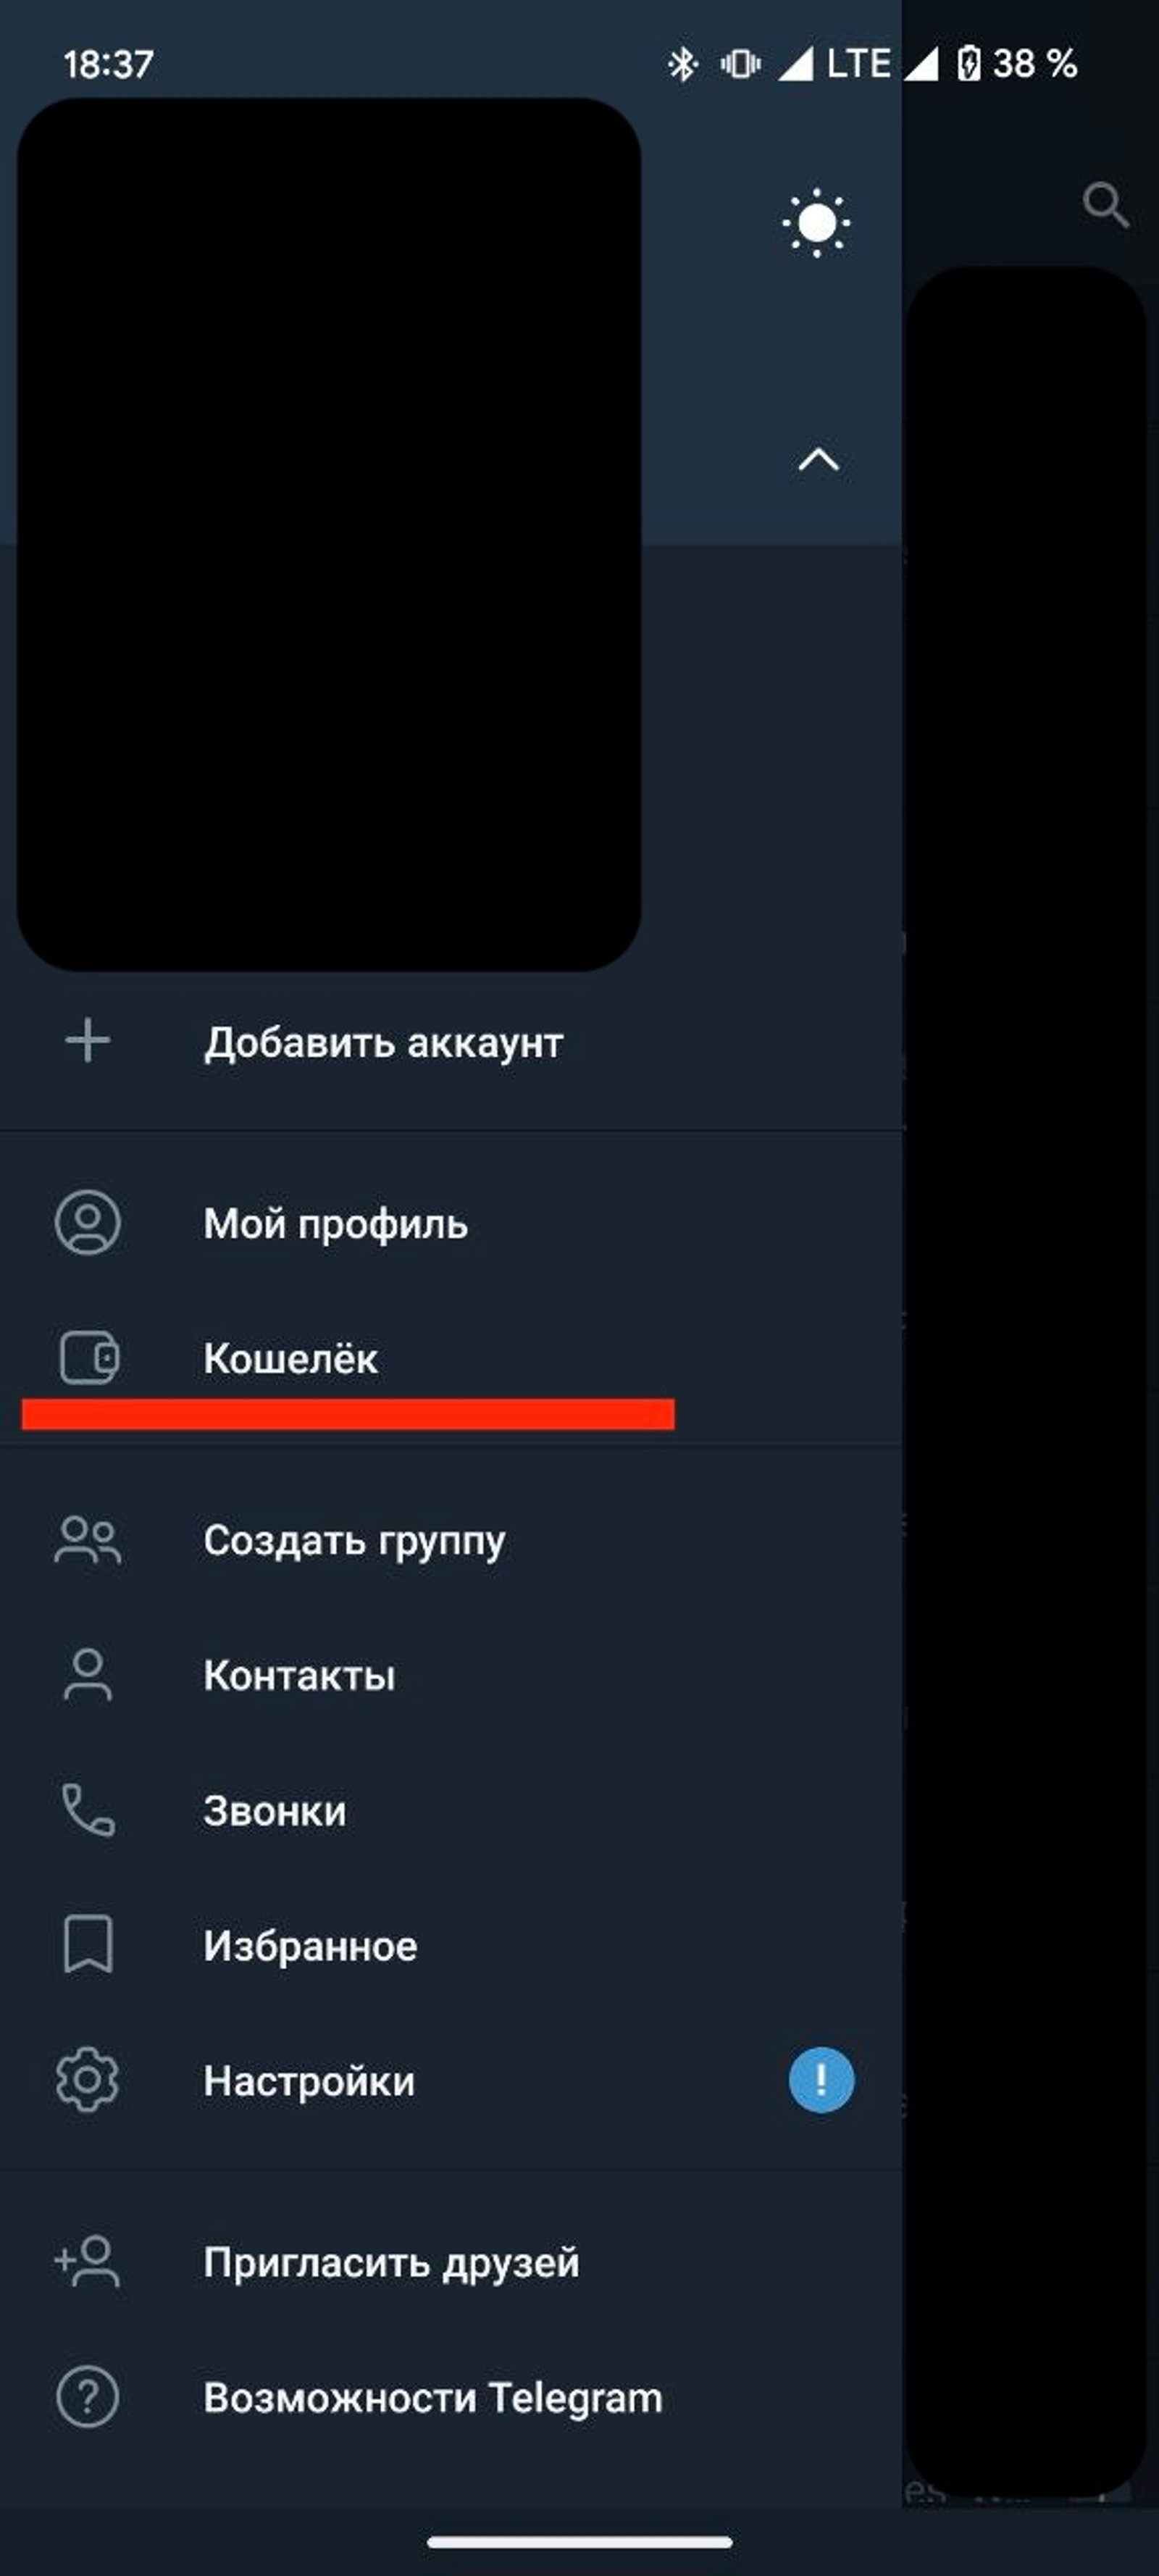 18:37 LTE 38 %
Добавить аккаунт
Мой профиль
Кошелёк
Создать группу
Контакты
Звонки
Избранное
Настройки !
Пригласить друзей
Возможности Telegram